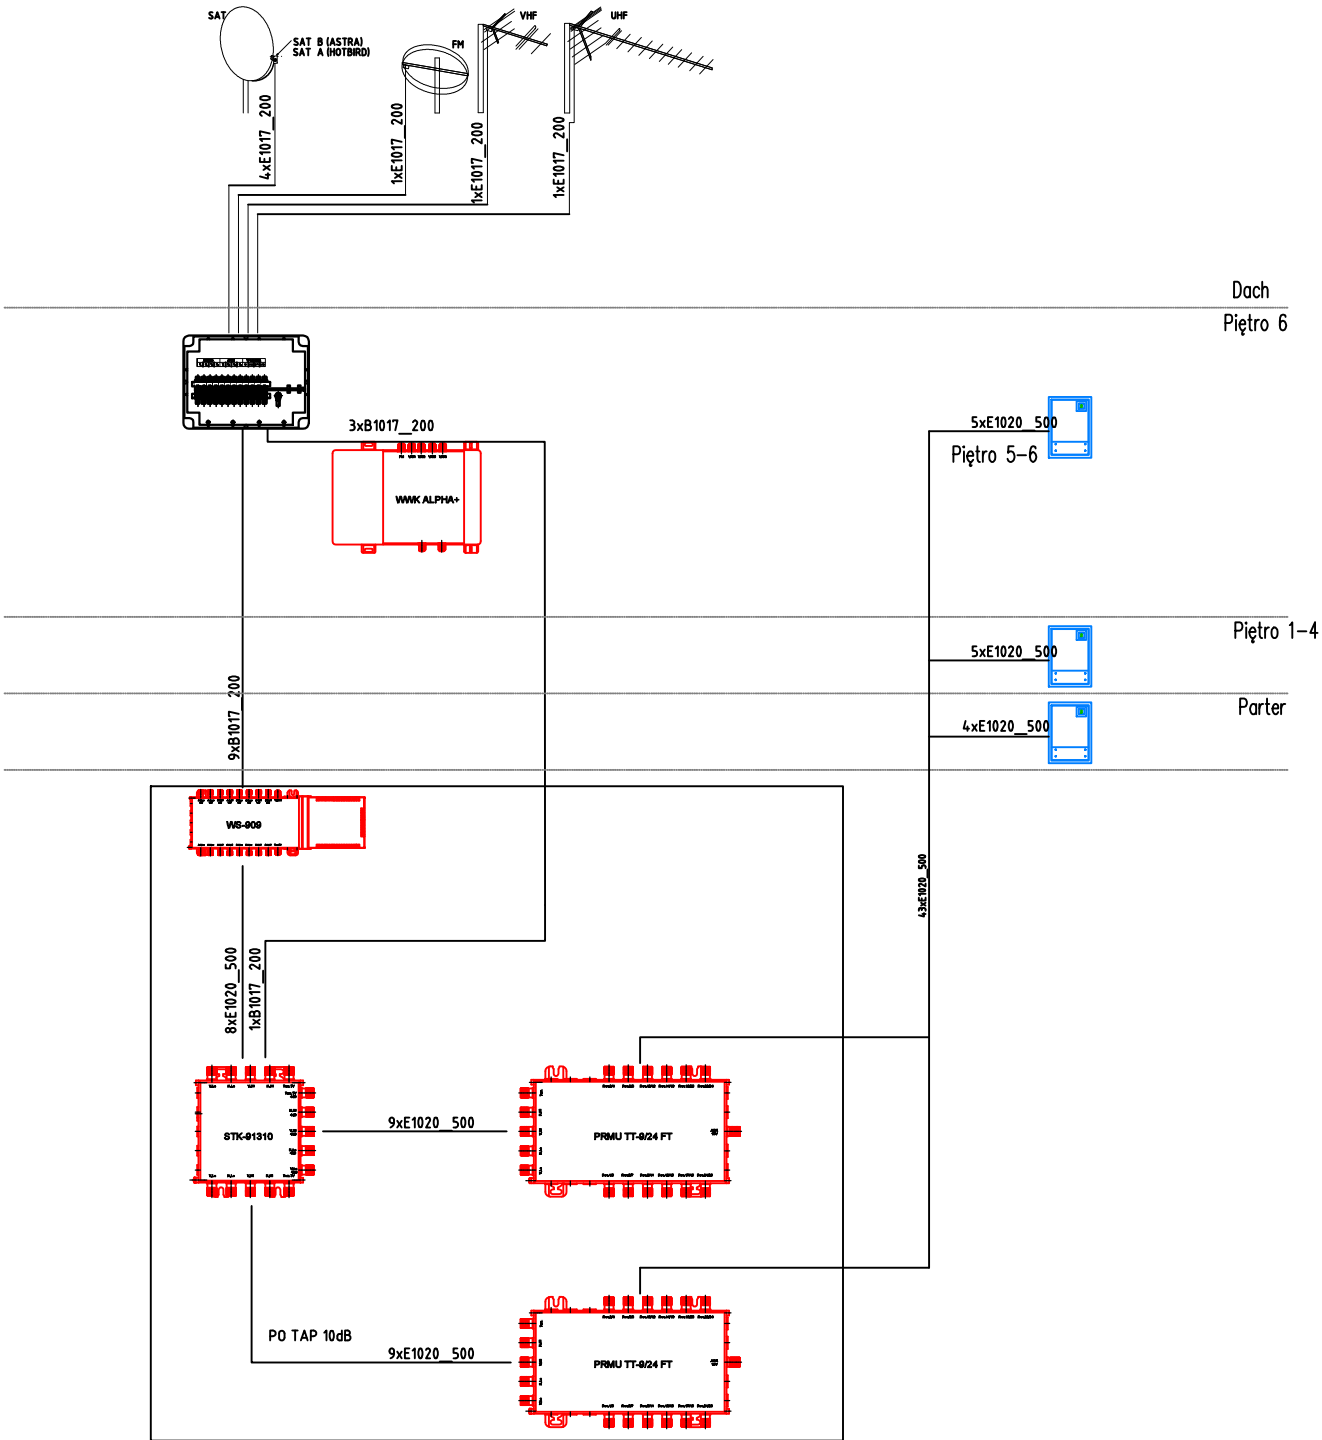 SAT
SAT B (ASTRA)
SAT A (HOTBIRD)
FM
VHF
UHF
4xE1017_200
1xE1017_200
1xE1017_200
1xE1017_200
Dach
Piętro 6
3xB1017_200
WWK ALPHA+
5xE1020_500
Piętro 5-6
Piętro 1-4
5xE1020_500
9xB1017_200
Parter
4xE1020_500
WS-909
43xE1020_500
8xE1020_500
1xB1017_200
STK-91310
9xE1020_500
PRMU TT-9/24 FT
PO TAP 10dB
9xE1020_500
PRMU TT-9/24 FT